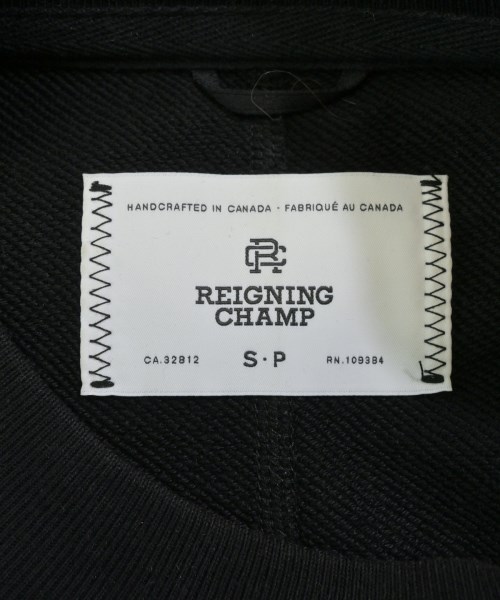 HANDCRAFTED IN CANADA - FABRIQUÉ AU CANADA
RC
REIGNING
CHAMP
CA.32812 S·P RN.109384